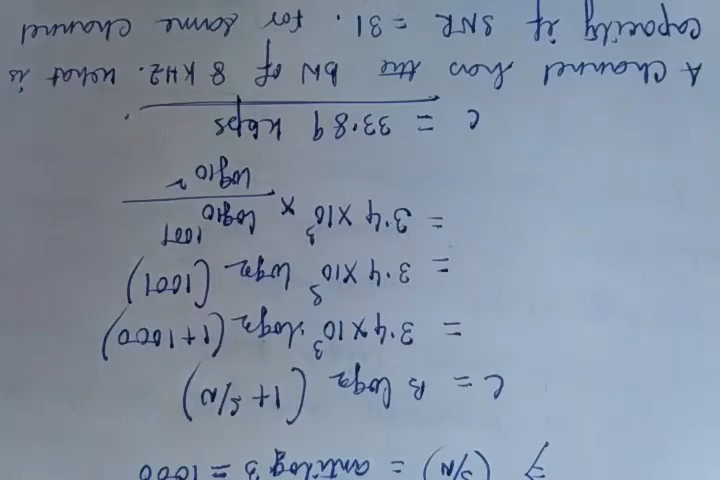 ⇒ (S/N) = antilog 3 = 1000
C = B log₂ (1 + S/N)
= 3.4 × 10³ log₂ (1 + 1000)
= 3.4 × 10³ log₂ (1001)
= 3.4 × 10³ × log₁₀ 1001 / log₁₀ 2
C = 33.89 kbps
A channel has the BW of 8 KHZ. What is
capacity if SNR = 31. for same channel